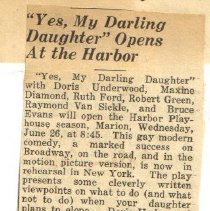 "Yes, My Darling
Daughter" Opens
At the Harbor
"Yes, My Darling Daughter"
with Doris Underwood, Maxine
Diamond, Ruth Ford, Robert Green,
Raymond Van Sickle, and Bruce
Evans will open the Harbor Play-
house season, Marion, Wednesday,
June 26, at 8:45. This gay modern
comedy, a marked success on
Broadway, on the road, and in the
motion picture version, is now in
rehearsal in New York. The play
presents some cleverly written
viewpoints on what to do (and what
not to do) when your daughter
plans to elope.